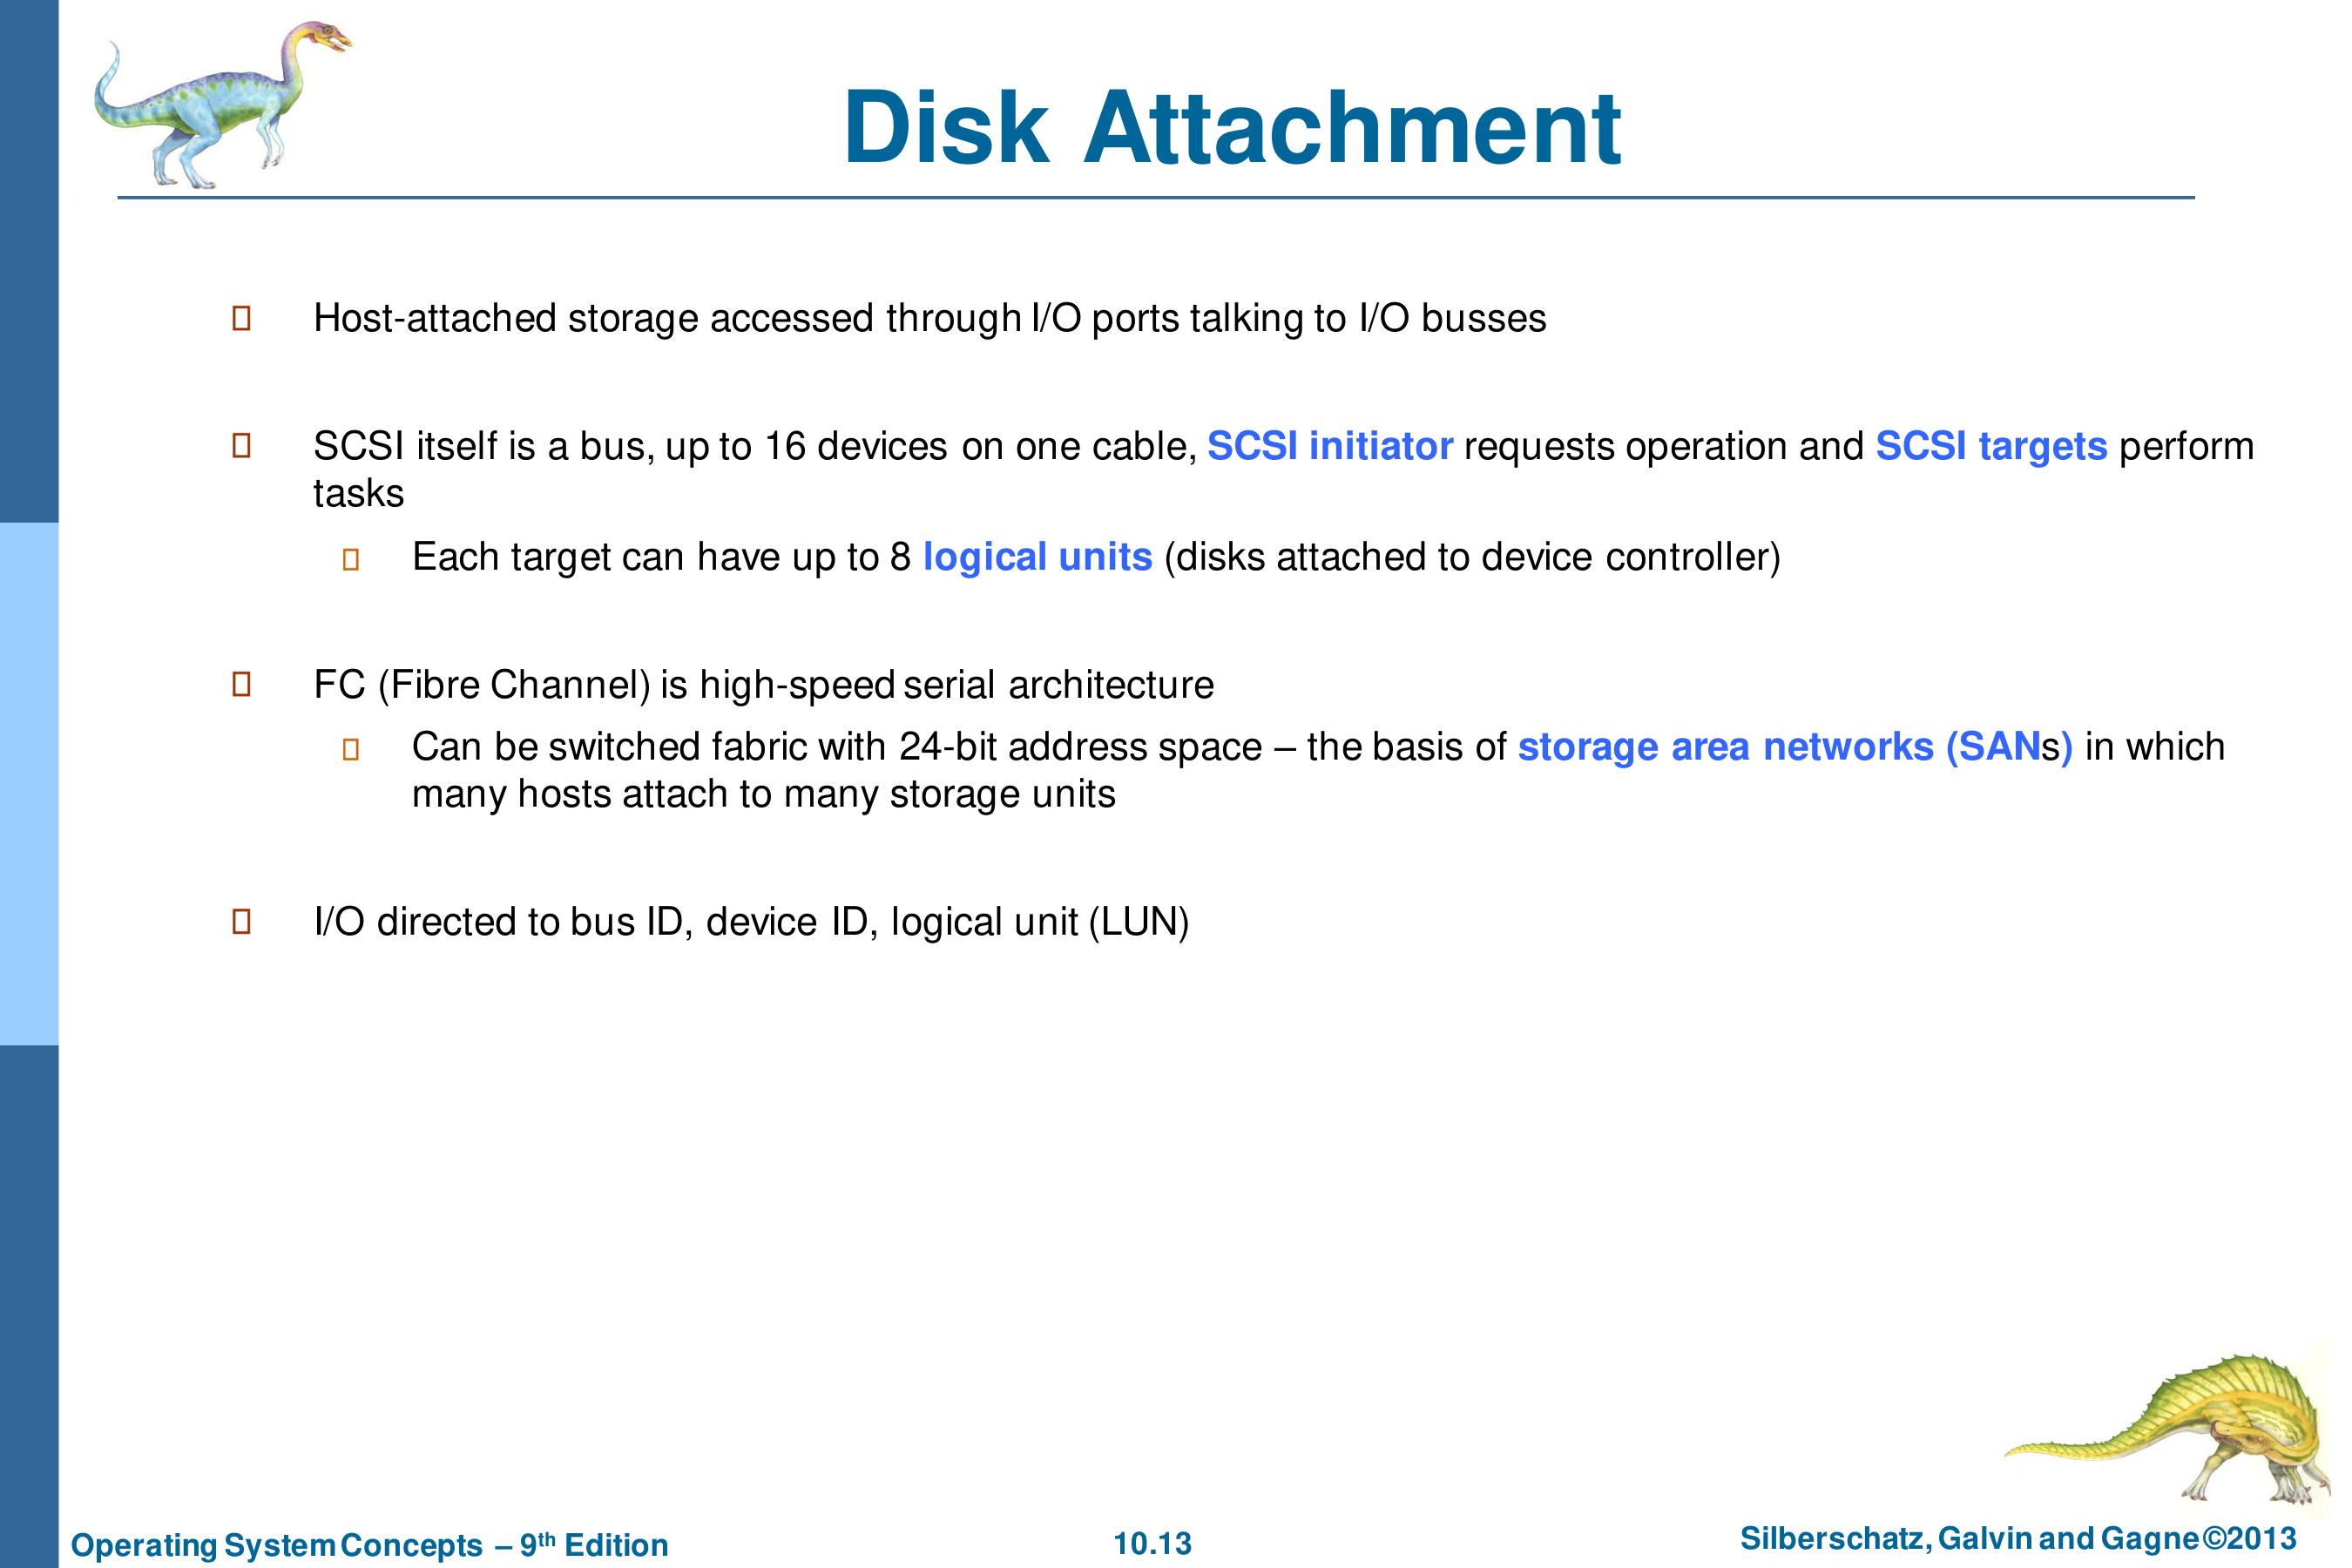 Disk Attachment
Host-attached storage accessed through I/O ports talking to I/O busses
SCSI itself is a bus, up to 16 devices on one cable, SCSI initiator requests operation and SCSI targets perform
tasks
Each target can have up to 8 logical units (disks attached to device controller)
FC (Fibre Channel) is high-speed serial architecture
Can be switched fabric with 24-bit address space – the basis of storage area networks (SANs) in which
many hosts attach to many storage units
I/O directed to bus ID, device ID, logical unit (LUN)
Operating System Concepts – 9th Edition
10.13
Silberschatz, Galvin and Gagne ©2013